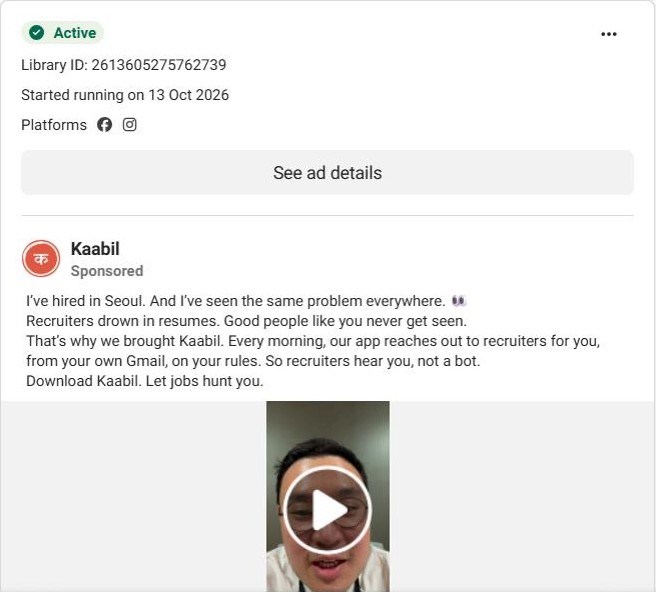 Active
Library ID: 2613605275762739
Started running on 13 Oct 2026
Platforms
See ad details
क
Kaabil
Sponsored
I've hired in Seoul. And I've seen the same problem everywhere. 👀
Recruiters drown in resumes. Good people like you never get seen.
That's why we brought Kaabil. Every morning, our app reaches out to recruiters for you,
from your own Gmail, on your rules. So recruiters hear you, not a bot.
Download Kaabil. Let jobs hunt you.